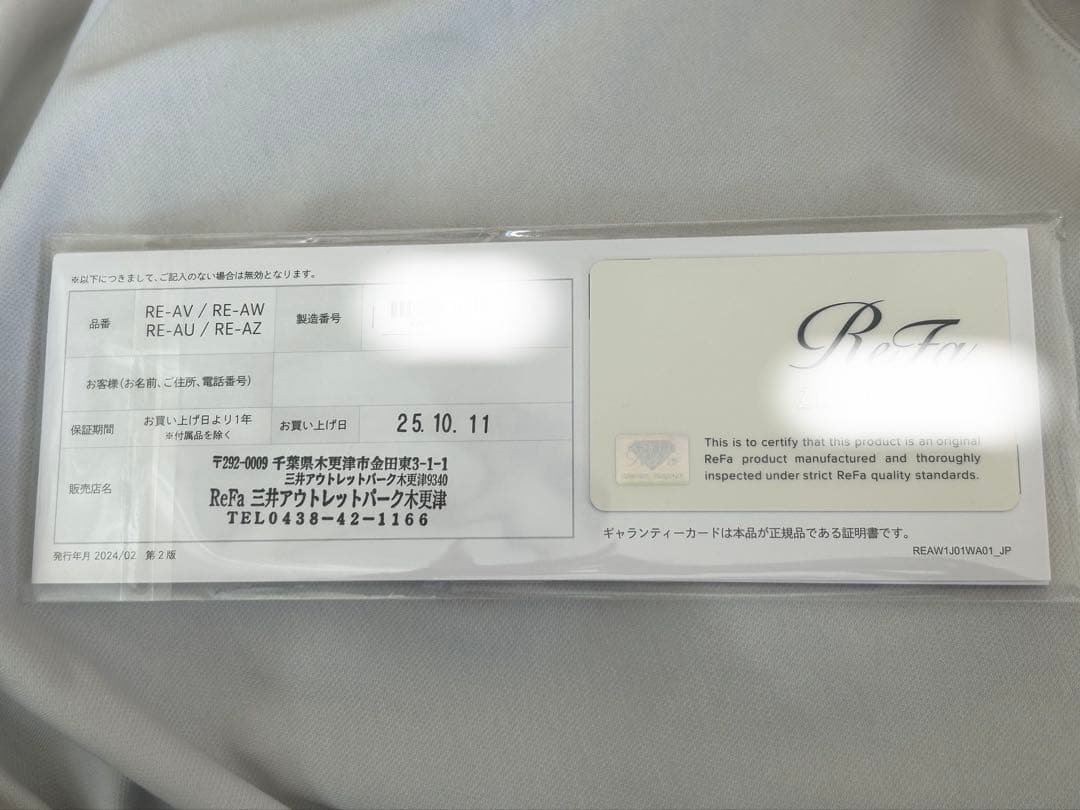 ※以下につきまして、ご記入のない場合は無効となります。
品番
RE-AV / RE-AW
RE-AU / RE-AZ
製造番号
お客様(お名前、ご住所、電話番号)
保証期間
お買い上げ日より1年
※付属品を除く
お買い上げ日
25.10.11
販売店名
〒292-0009 千葉県木更津市金田東3-1-1
三井アウトレットパーク木更津9340
ReFa 三井アウトレットパーク木更津
TEL0438-42-1166
発行年月 2024/02 第2版
ReFa
This is to certify that this product is an original
ReFa product manufactured and thoroughly
inspected under strict ReFa quality standards.
ギャランティーカードは本品が正規品である証明書です。
REAW1J01WA01_JP